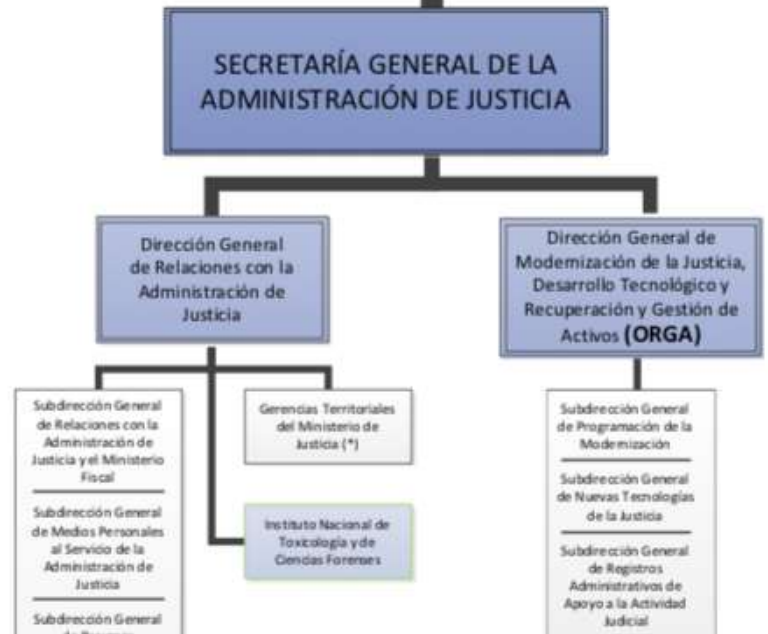 SECRETARÍA GENERAL DE LA
ADMINISTRACIÓN DE JUSTICIA
Dirección General
de Relaciones con la
Administración de
Justicia
Dirección General de
Modernización de la Justicia,
Desarrollo Tecnológico y
Recuperación y Gestión de
Activos (ORGA)
Subdirección General
de Relaciones con la
Administración de
Justicia y el Ministerio
Fiscal
Subdirección General
de Medios Personales
al Servicio de la
Administración de
Justicia
Subdirección General
Gerencias Territoriales
del Ministerio de
Justicia (*)
Instituto Nacional de
Toxicología y de
Ciencias Forenses
Subdirección General
de Programación de la
Modernización
Subdirección General
de Nuevas Tecnologías
de la Justicia
Subdirección General
de Registros
Administrativos de
Apoyo a la Actividad
Judicial